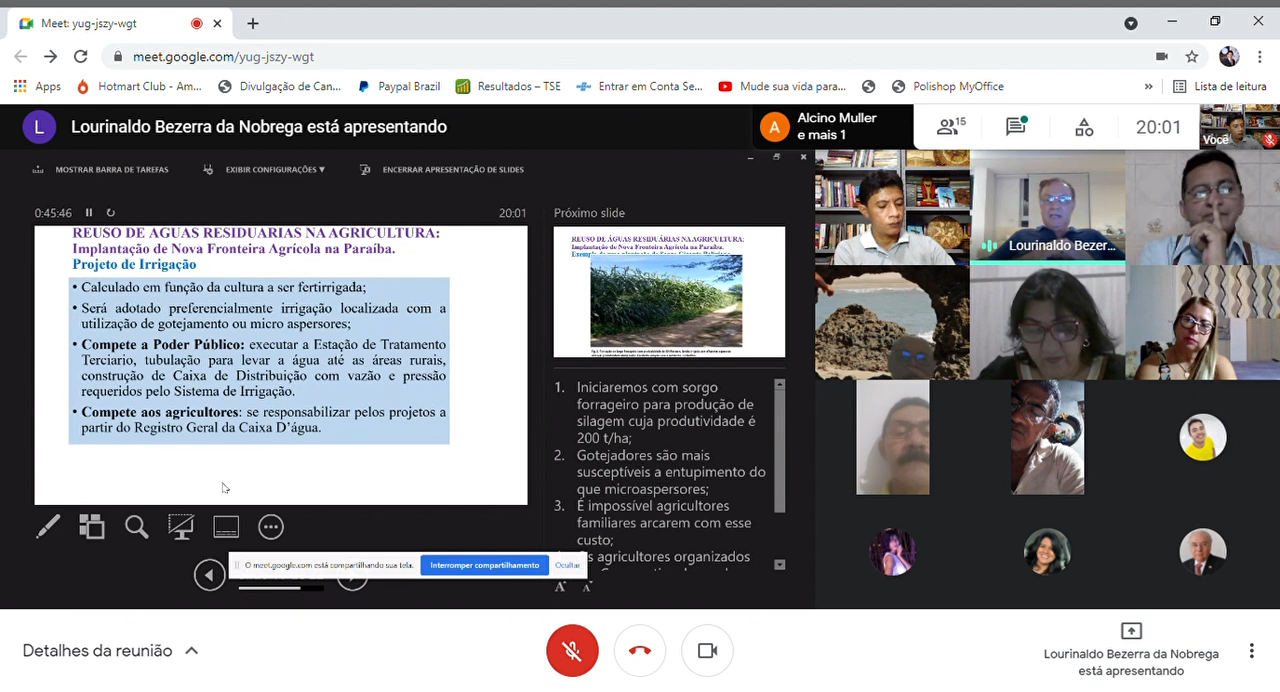 Meet: yug-jszy-wgt
meet.google.com/yug-jszy-wgt
Apps
Hotmart Club - Am...
Divulgação de Can...
Paypal Brazil
Resultados – TSE
Entrar em Conta Se...
Mude sua vida para...
Polishop MyOffice
»
Lista de leitura
L
Lourinaldo Bezerra da Nobrega está apresentando
A
Alcino Muller
e mais 1
15
20:01
Você
MOSTRAR BARRA DE TAREFAS
EXIBIR CONFIGURAÇÕES ▼
ENCERRAR APRESENTAÇÃO DE SLIDES
0:45:46
20:01
REUSO DE ÁGUAS RESIDUÁRIAS NA AGRICULTURA:
Implantação de Nova Fronteira Agrícola na Paraíba.
Projeto de Irrigação
• Calculado em função da cultura a ser fertirrigada;
• Será adotado preferencialmente irrigação localizada com a
utilização de gotejamento ou micro aspersores;
• Compete a Poder Público: executar a Estação de Tratamento
Terciario, tubulação para levar a água até as áreas rurais,
construção de Caixa de Distribuição com vazão e pressão
requeridos pelo Sistema de Irrigação.
• Compete aos agricultores: se responsabilizar pelos projetos a
partir do Registro Geral da Caixa D'água.
Próximo slide
REUSO DE ÁGUAS RESIDUÁRIAS NA AGRICULTURA:
Implantação de Nova Fronteira Agrícola na Paraíba.
1. Iniciaremos com sorgo
forrageiro para produção de
silagem cuja produtividade é
200 t/ha;
2. Gotejadores são mais
susceptíveis a entupimento do
que microaspersores;
3. É impossível agricultores
familiares arcarem com esse
custo;
agricultores organizados
A A
O meet.google.com está compartilhando sua tela.
Interromper compartilhamento
Ocultar
Lourinaldo Bezer...
Detalhes da reunião
Lourinaldo Bezerra da Nobrega
está apresentando